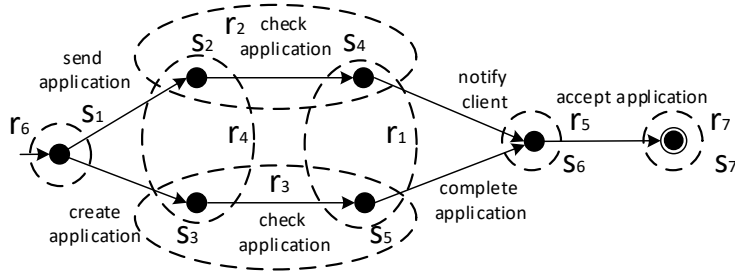 r2 check
application
s2
s4
send
application
notify
client
accept application
r6
s1
r4
r1
r5
r7
s6
s7
r3
create
application
s3
check
application
s5
complete
application